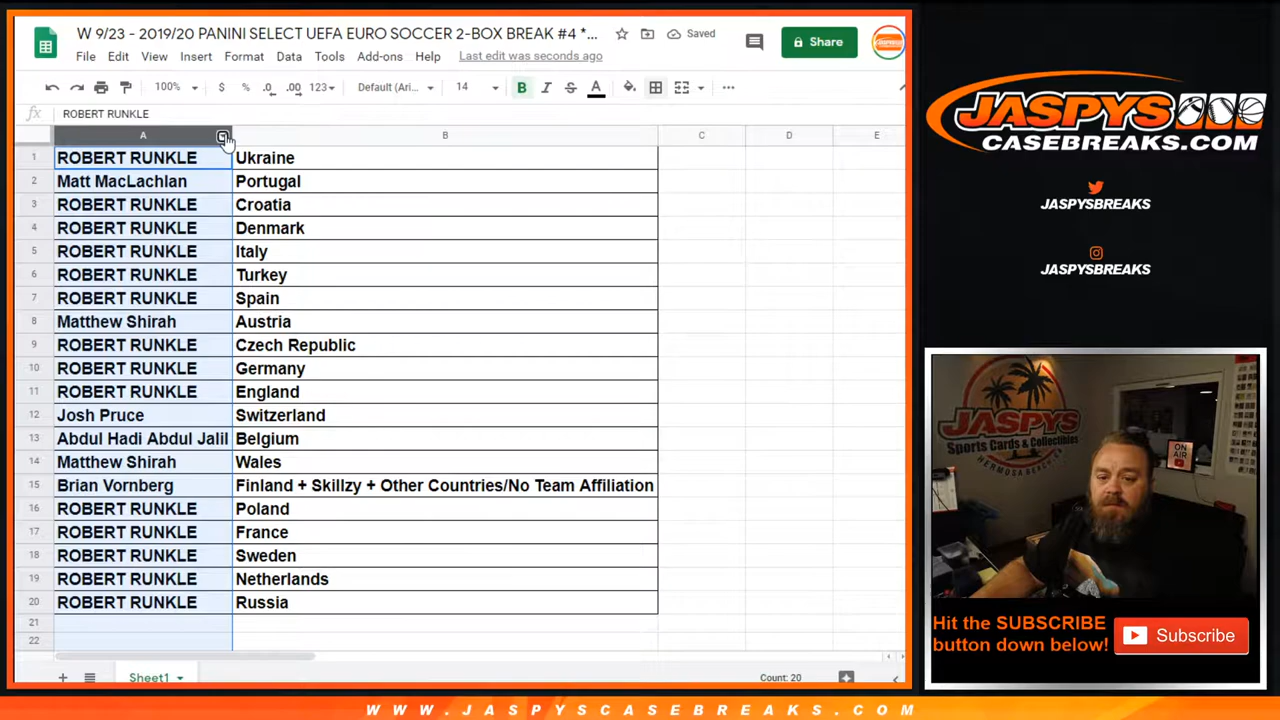 W 9/23 - 2019/20 PANINI SELECT UEFA EURO SOCCER 2-BOX BREAK #4 *...
Saved
Share
File Edit View Insert Format Data Tools Add-ons Help Last edit was seconds ago
100% $ % .0 .00 123 Default (Ari... 14 B I S A
fx ROBERT RUNKLE
A B C D E
1 ROBERT RUNKLE Ukraine
2 Matt MacLachlan Portugal
3 ROBERT RUNKLE Croatia
4 ROBERT RUNKLE Denmark
5 ROBERT RUNKLE Italy
6 ROBERT RUNKLE Turkey
7 ROBERT RUNKLE Spain
8 Matthew Shirah Austria
9 ROBERT RUNKLE Czech Republic
10 ROBERT RUNKLE Germany
11 ROBERT RUNKLE England
12 Josh Pruce Switzerland
13 Abdul Hadi Abdul Jalil Belgium
14 Matthew Shirah Wales
15 Brian Vornberg Finland + Skillzy + Other Countries/No Team Affiliation
16 ROBERT RUNKLE Poland
17 ROBERT RUNKLE France
18 ROBERT RUNKLE Sweden
19 ROBERT RUNKLE Netherlands
20 ROBERT RUNKLE Russia
21
22
Sheet1
Count: 20
JASPYS
CASEBREAKS.COM
JASPYSBREAKS
JASPYSBREAKS
JASPYS
Sports Cards & Collectibles
HERMOSA BEACH
ON
AIR
Hit the SUBSCRIBE
button down below!
Subscribe
WWW.JASPYSCASEBREAKS.COM